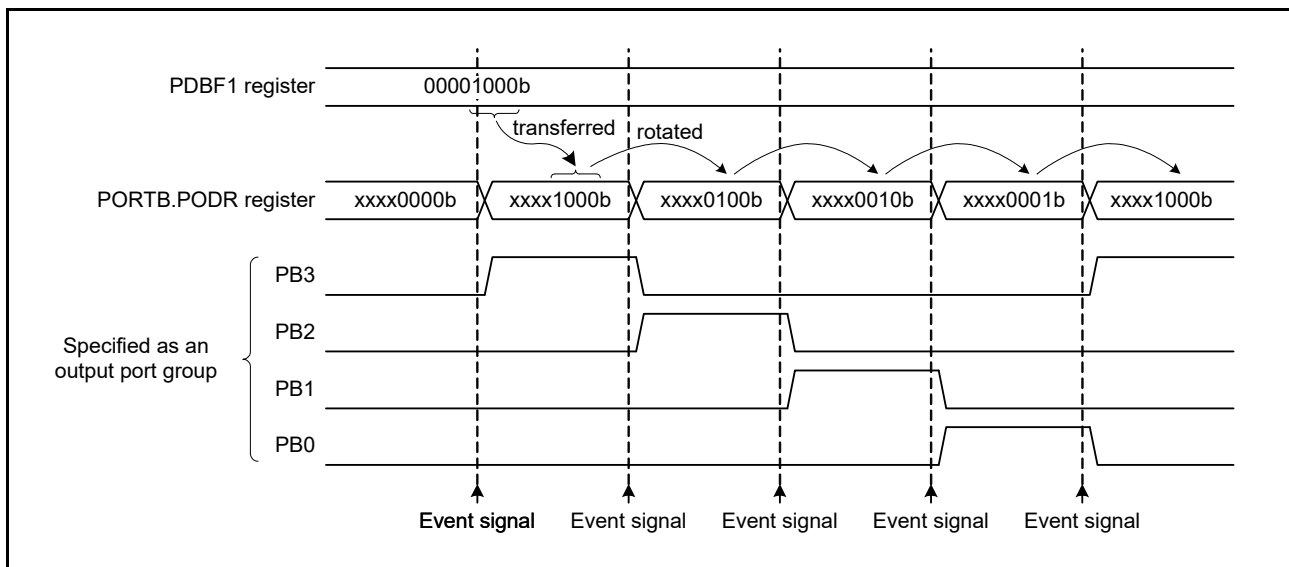 PDBF1 register
00001000b
transferred
rotated
PORTB.PODR register
xxxx0000b
xxxx1000b
xxxx0100b
xxxx0010b
xxxx0001b
xxxx1000b
PB3
PB2
Specified as an
output port group
PB1
PB0
Event signal
Event signal
Event signal
Event signal
Event signal